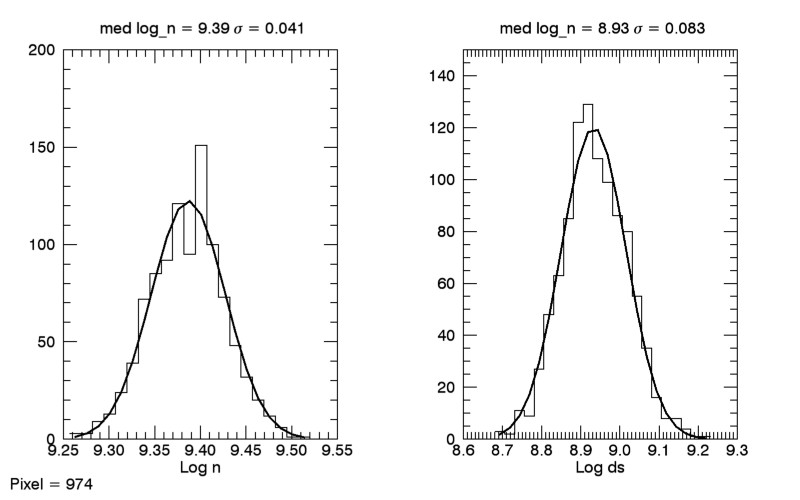 med log_n = 9.39 σ = 0.041
med log_n = 8.93 σ = 0.083
200
150
100
50
0
9.25 9.30 9.35 9.40 9.45 9.50 9.55
Log n
140
120
100
80
60
40
20
0
8.6 8.7 8.8 8.9 9.0 9.1 9.2 9.3
Log ds
Pixel = 974